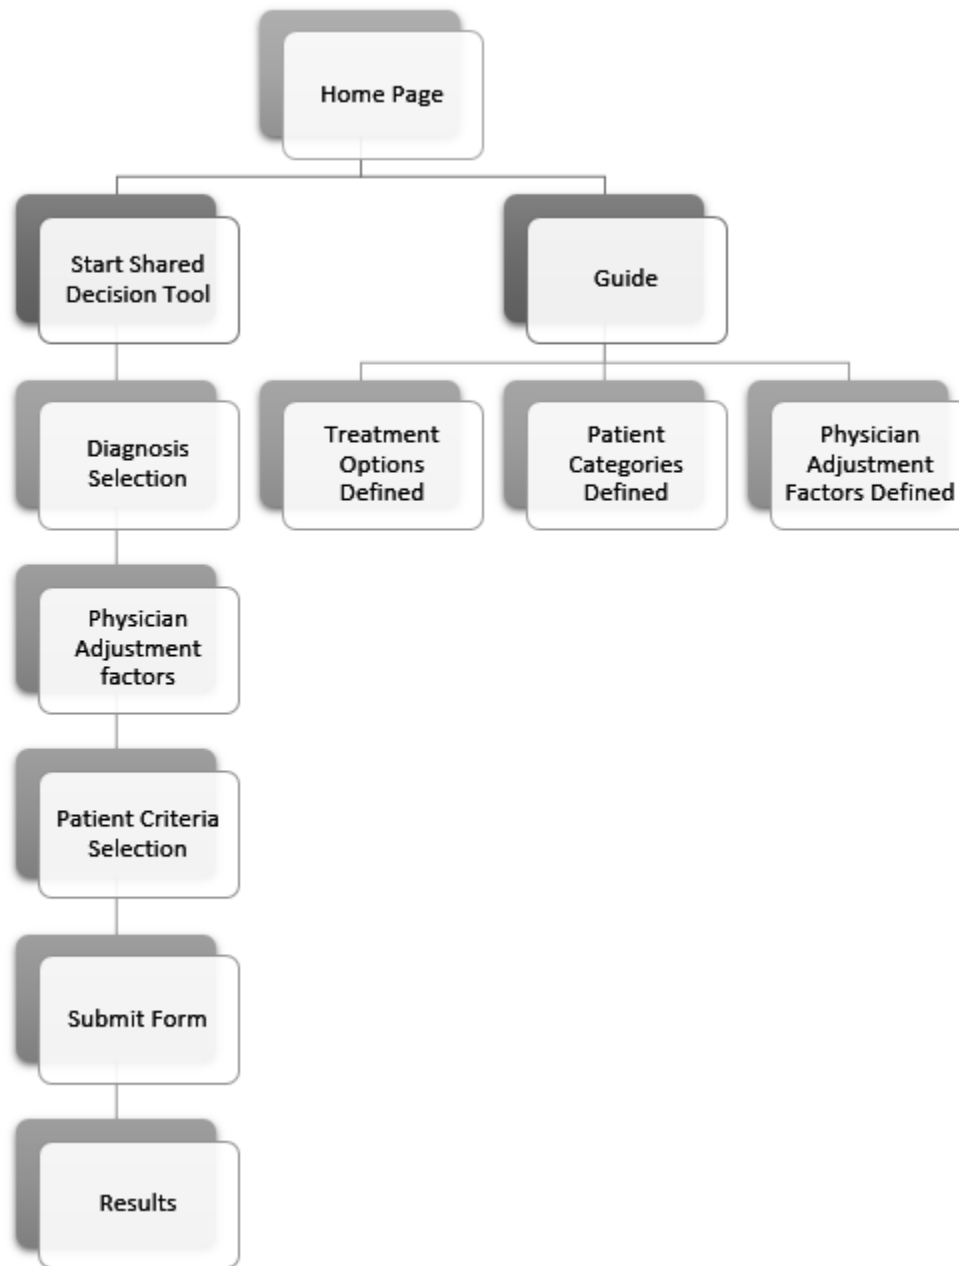 Home Page
Start Shared
Decision Tool
Guide
Diagnosis
Selection
Treatment
Options
Defined
Patient
Categories
Defined
Physician
Adjustment
Factors Defined
Physician
Adjustment
factors
Patient Criteria
Selection
Submit Form
Results